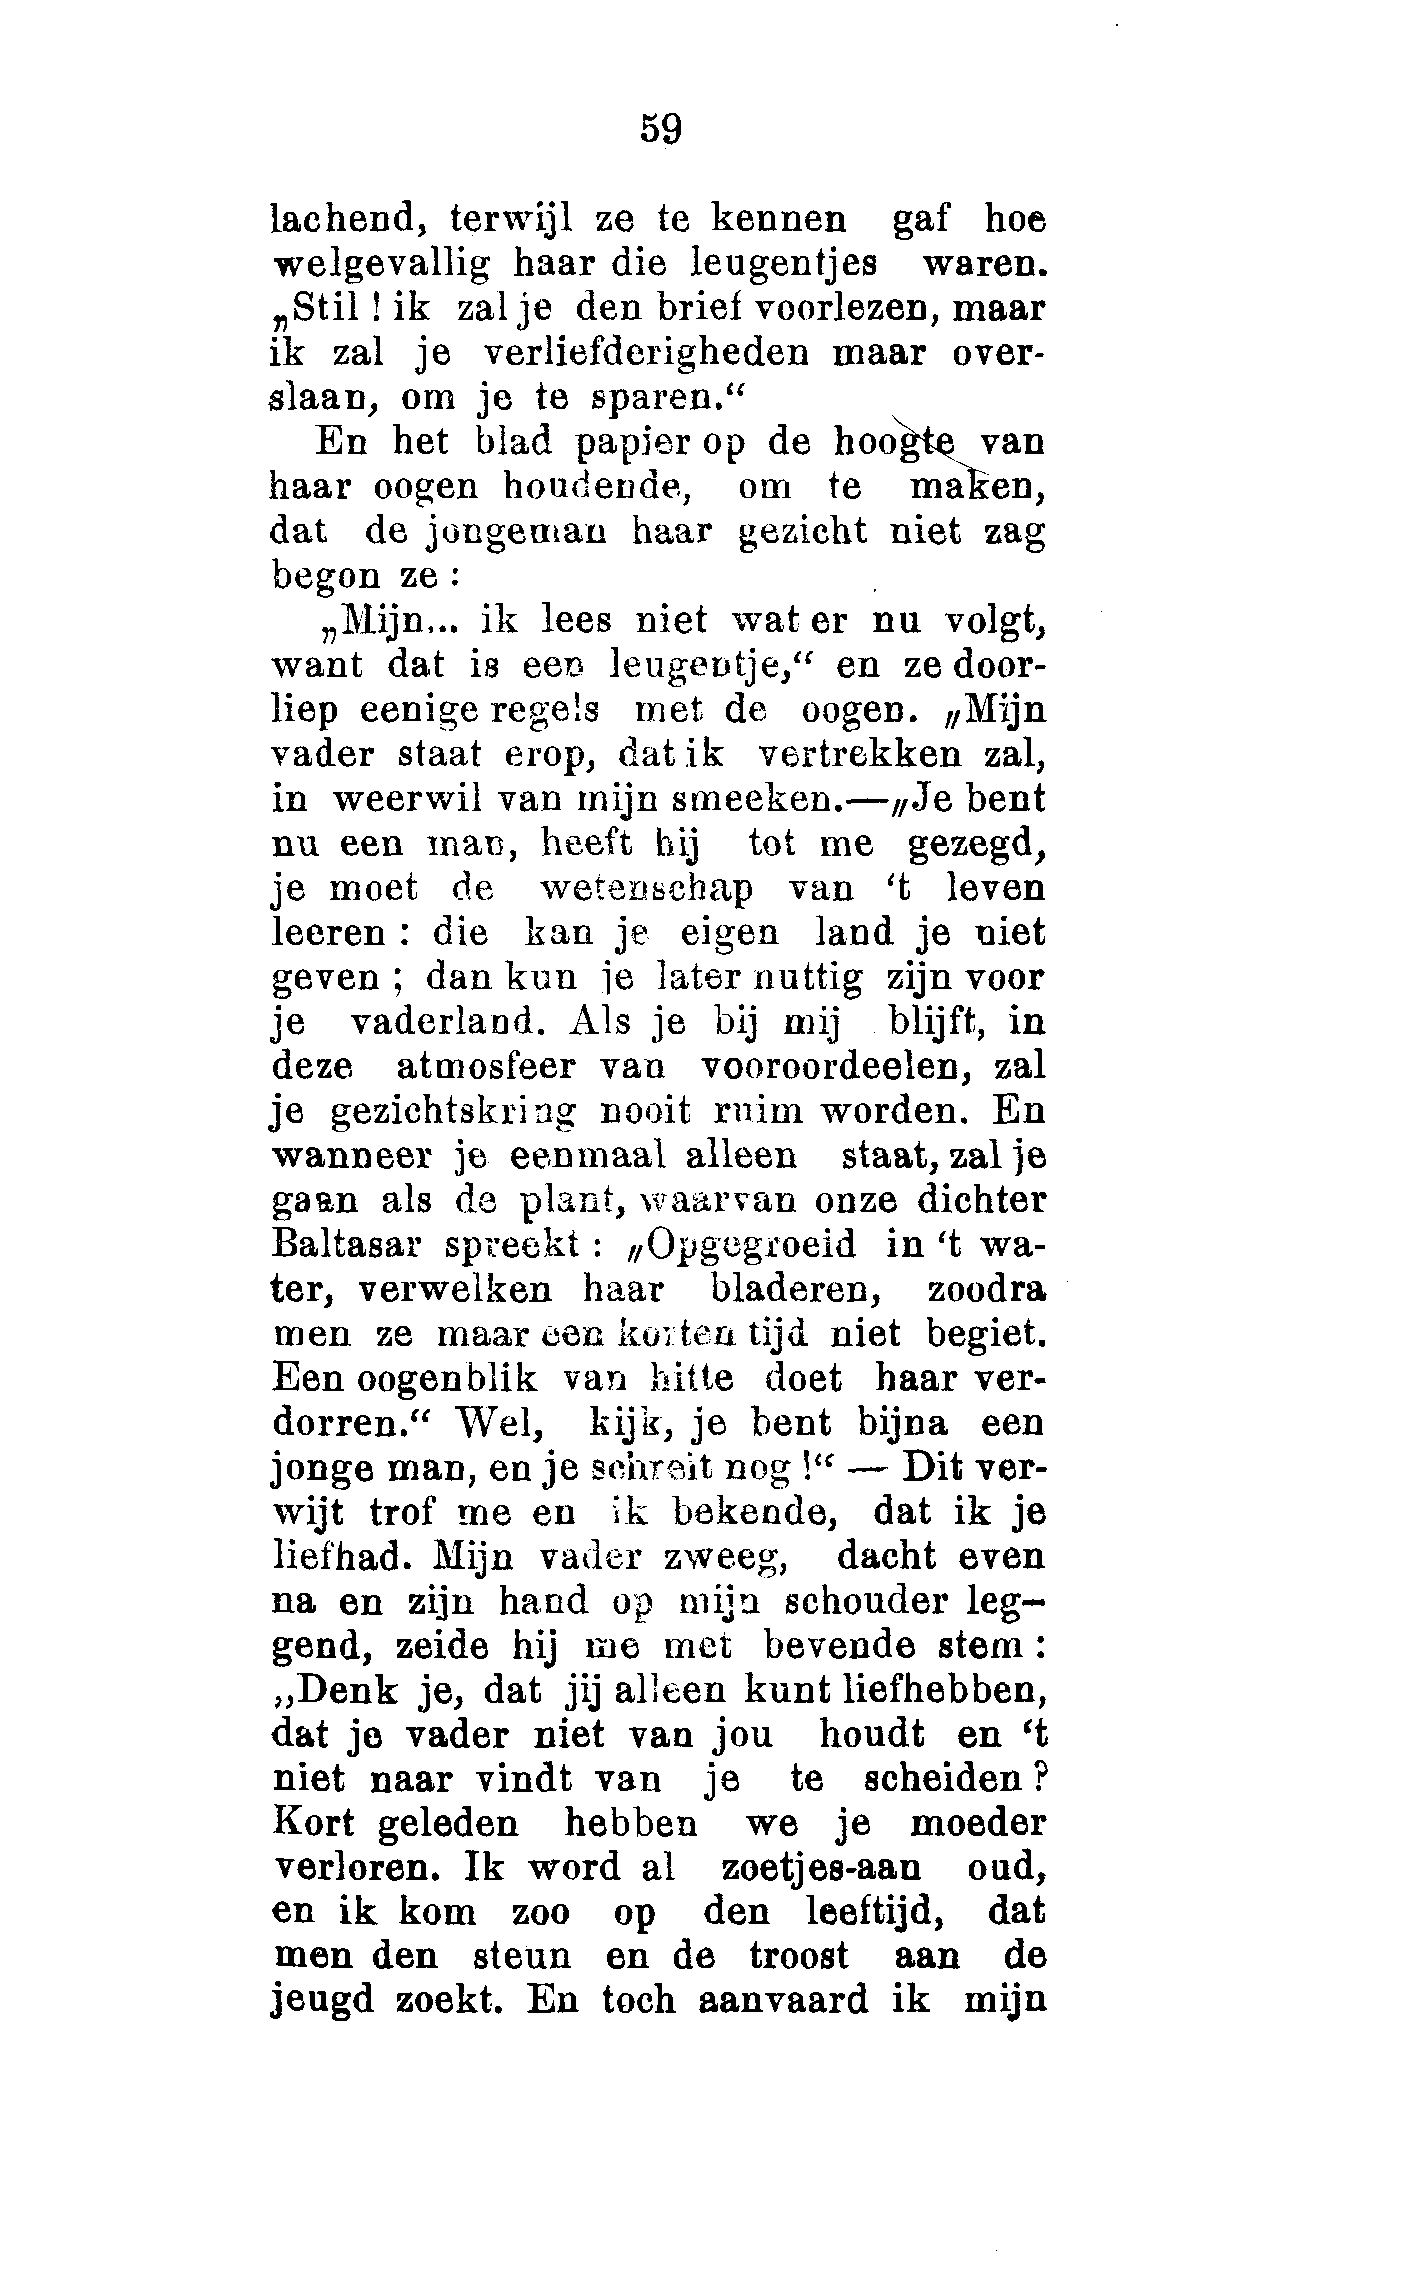 59
lachend, terwijl ze te kennen gaf hoe
welgevallig haar die leugentjes waren.
„Stil ! ik zal je den brief voorlezen, maar
ik zal je verliefderigheden maar over-
slaan, om je te sparen.“
En het blad papier op de hoogte van
haar oogen houdende, om te maken,
dat de jongeman haar gezicht niet zag
begon ze :
„Mijn... ik lees niet wat er nu volgt,
want dat is een leugentje,“ en ze door-
liep eenige regels met de oogen. „Mijn
vader staat erop, dat ik vertrekken zal,
in weerwil van mijn smeeken.—„Je bent
nu een man, heeft hij tot me gezegd,
je moet de wetenschap van ‘t leven
leeren : die kan je eigen land je niet
geven ; dan kun je later nuttig zijn voor
je vaderland. Als je bij mij blijft, in
deze atmosfeer van vooroordeelen, zal
je gezichtskring nooit ruim worden. En
wanneer je eenmaal alleen staat, zal je
gaan als de plant, waarvan onze dichter
Baltasar spreekt : „Opgegroeid in ‘t wa-
ter, verwelken haar bladeren, zoodra
men ze maar een korten tijd niet begiet.
Een oogenblik van hitte doet haar ver-
dorren.“ Wel, kijk, je bent bijna een
jonge man, en je schreit nog !“ — Dit ver-
wijt trof me en ik bekende, dat ik je
liefhad. Mijn vader zweeg, dacht even
na en zijn hand op mijn schouder leg-
gend, zeide hij me met bevende stem :
„Denk je, dat jij alleen kunt liefhebben,
dat je vader niet van jou houdt en ‘t
niet naar vindt van je te scheiden ?
Kort geleden hebben we je moeder
verloren. Ik word al zoetjes-aan oud,
en ik kom zoo op den leeftijd, dat
men den steun en de troost aan de
jeugd zoekt. En toch aanvaard ik mijn